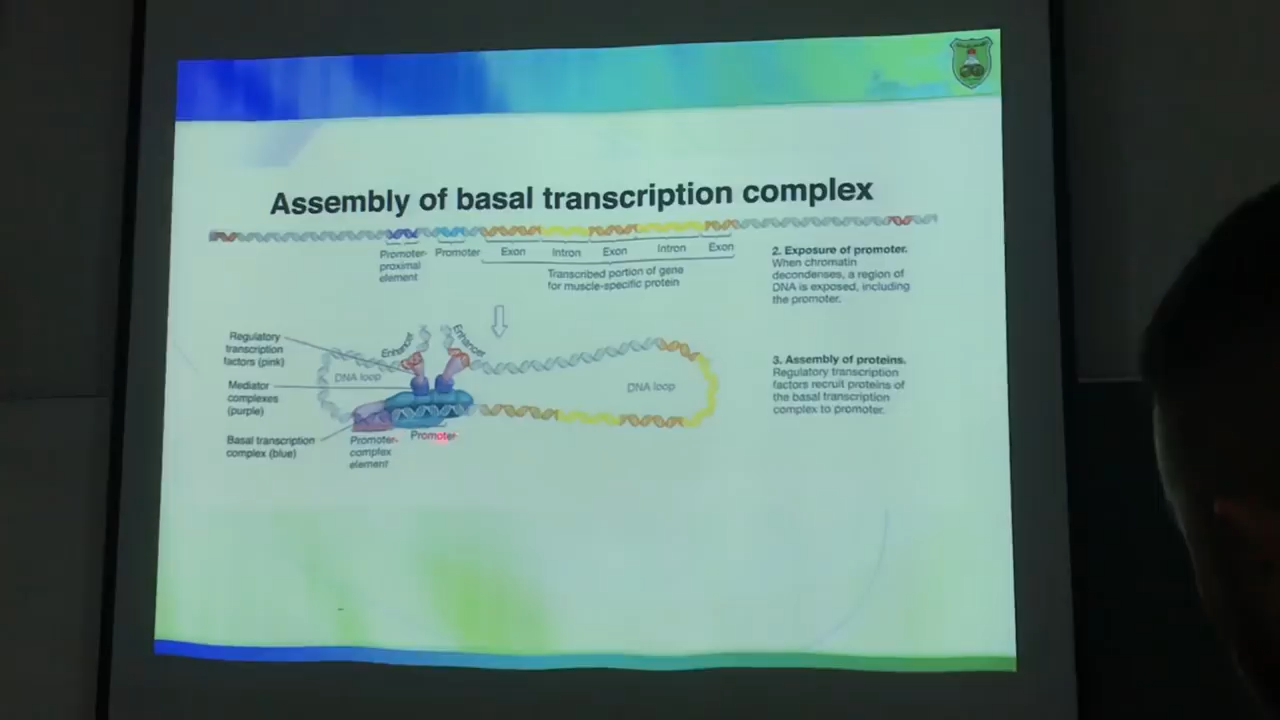 Assembly of basal transcription complex
Promoter-
proximal
element
Promoter
Exon
Intron
Exon
Intron
Exon
Transcribed portion of gene
for muscle-specific protein
2. Exposure of promoter.
When chromatin
decondenses, a region of
DNA is exposed, including
the promoter.
Regulatory
transcription
factors (pink)
Mediator
complexes
(purple)
Basal transcription
complex (blue)
Enhancer
Enhancer
DNA loop
DNA loop
Promoter-
complex
element
Promoter
3. Assembly of proteins.
Regulatory transcription
factors recruit proteins of
the basal transcription
complex to promoter.